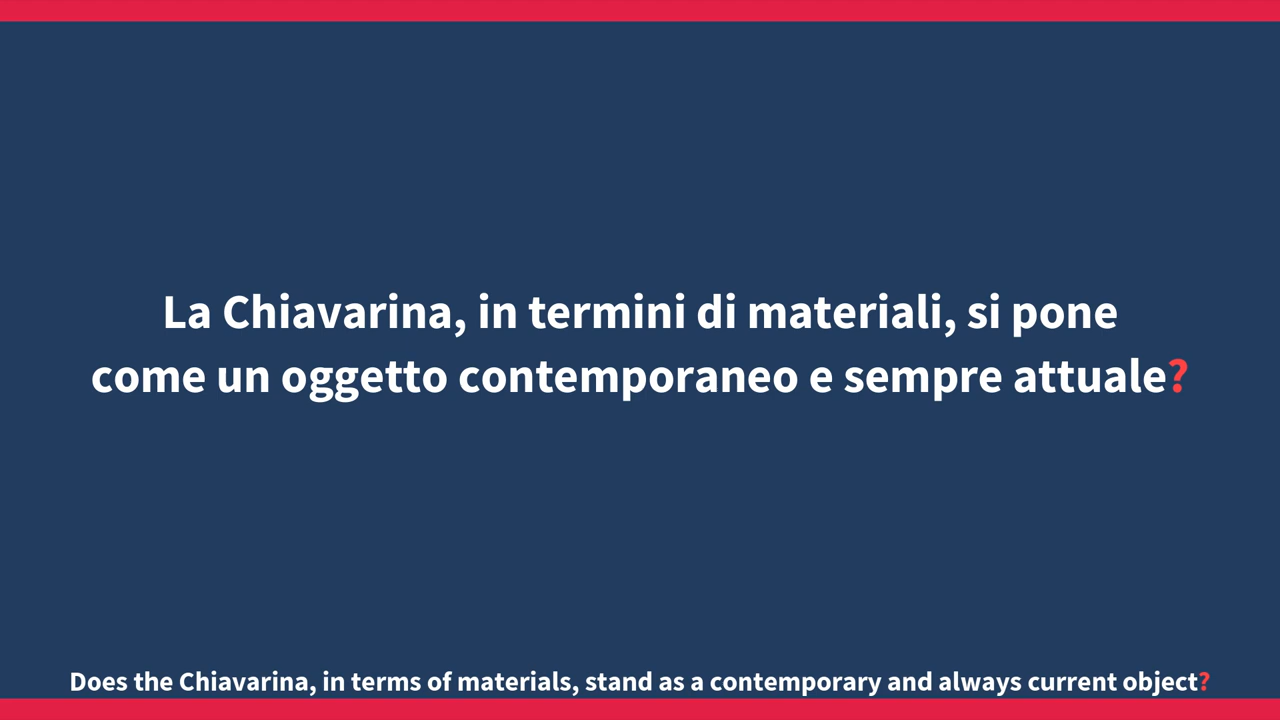 La Chiavarina, in termini di materiali, si pone
come un oggetto contemporaneo e sempre attuale?
Does the Chiavarina, in terms of materials, stand as a contemporary and always current object?